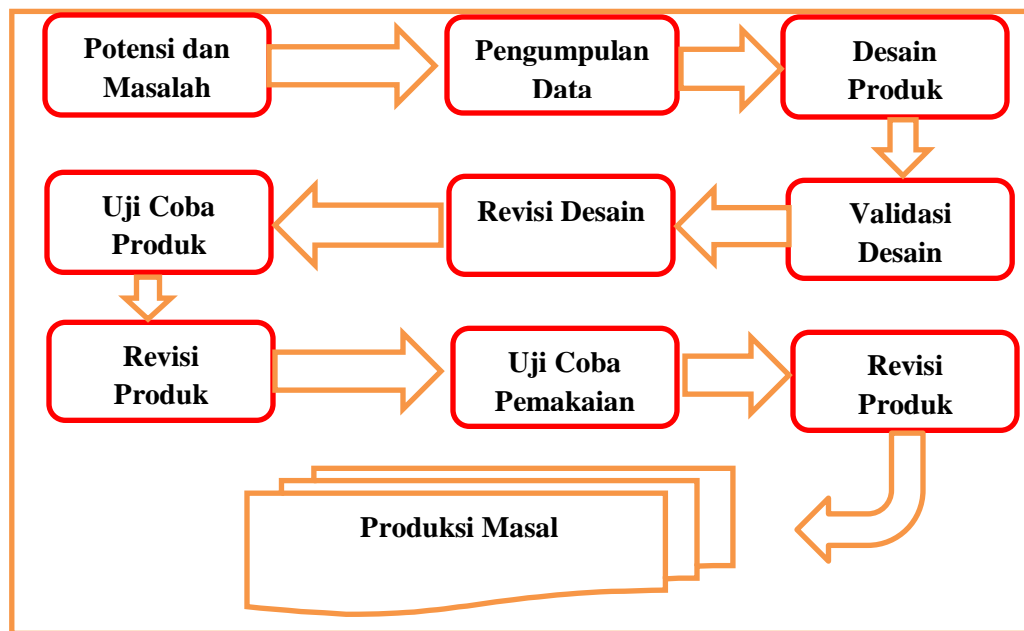 Potensi dan
Masalah
Pengumpulan
Data
Desain
Produk
Validasi
Desain
Revisi Desain
Uji Coba
Produk
Revisi
Produk
Uji Coba
Pemakaian
Revisi
Produk
Produksi Masal